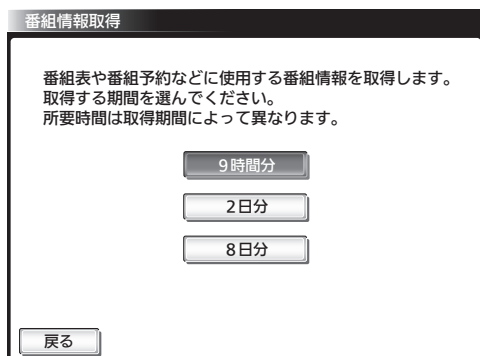 番組情報取得
番組表や番組予約などに使用する番組情報を取得します。
取得する期間を選んでください。
所要時間は取得期間によって異なります。
9時間分
2日分
8日分
戻る